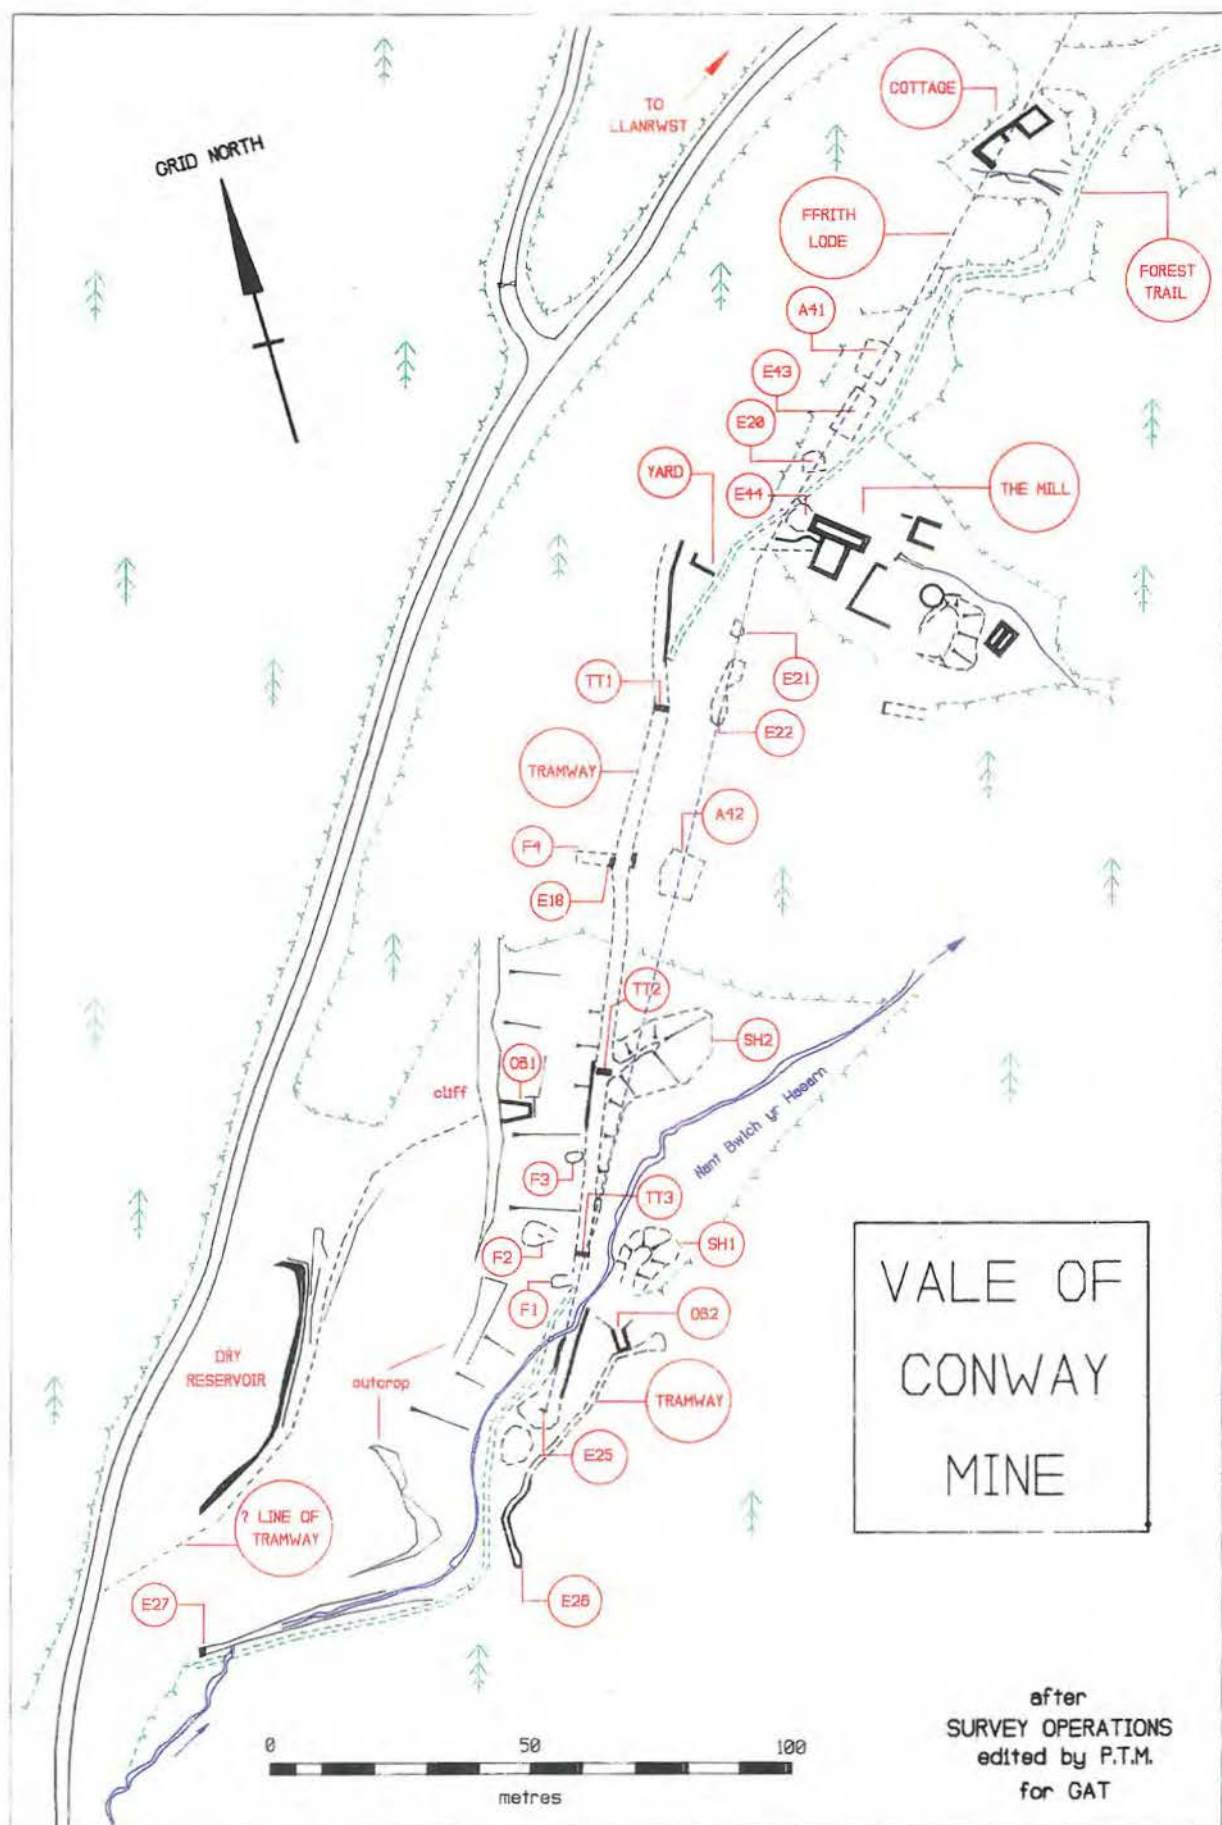 COTTAGE
TO
LLANRWST
GRID NORTH
FFRITH
LODE
FOREST
TRAIL
A41
E43
E20
YARD
E44
THE MILL
TT1
E21
E22
TRAMWAY
A42
F4
E18
TT2
SH2
OB1
cliff
Nant Bwlch yr Haearn
F3
TT3
F2
SH1
F1
OB2
DRY
RESERVOIR
outcrop
TRAMWAY
E25
? LINE OF
TRAMWAY
E27
E26
VALE OF
CONWAY
MINE
0 50 100
metres
after
SURVEY OPERATIONS
edited by P.T.M.
for GAT